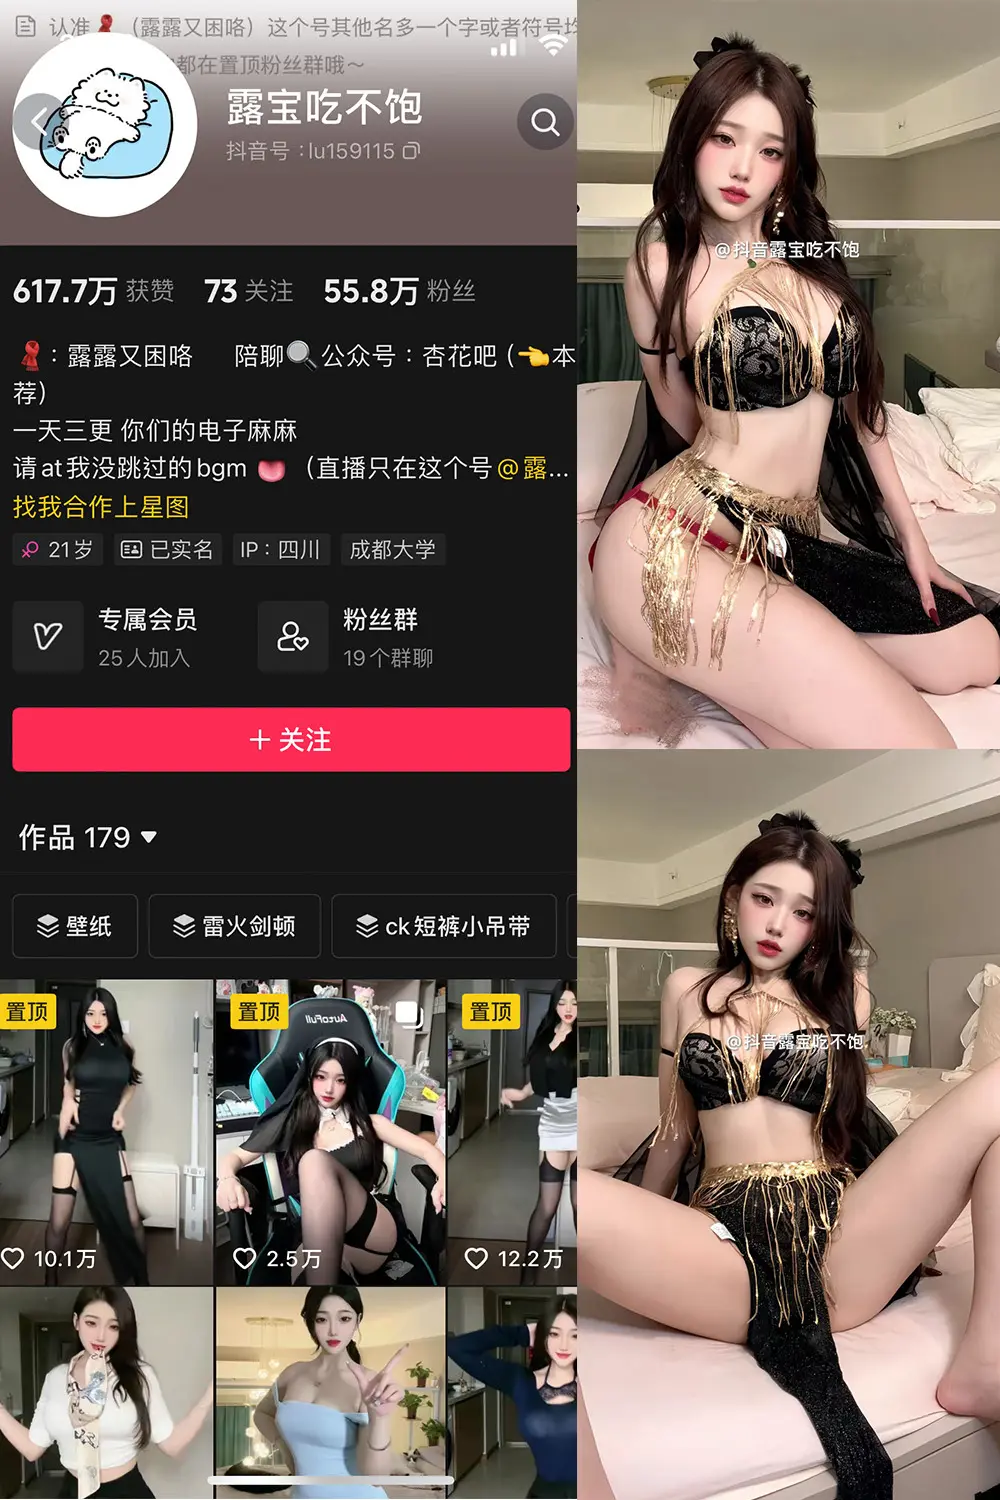 认准（露露又困咯）这个号其他名多一个字或者符号均
都在置顶粉丝群哦～
露宝吃不饱
抖音号：lu159115
617.7万 获赞 73 关注 55.8万 粉丝
：露露又困咯 陪聊🔍公众号：杏花吧（👈本
荐）
一天三更 你们的电子麻麻
请at我没跳过的bgm 👅（直播只在这个号@露...
找我合作上星图
21岁 已实名 IP：四川 成都大学
专属会员 粉丝群
25人加入 19个群聊
+ 关注
作品 179
壁纸 雷火剑顿 ck短裤小吊带
置顶 置顶 置顶
AutoFull
10.1万 2.5万 12.2万
@抖音露宝吃不饱
@抖音露宝吃不饱